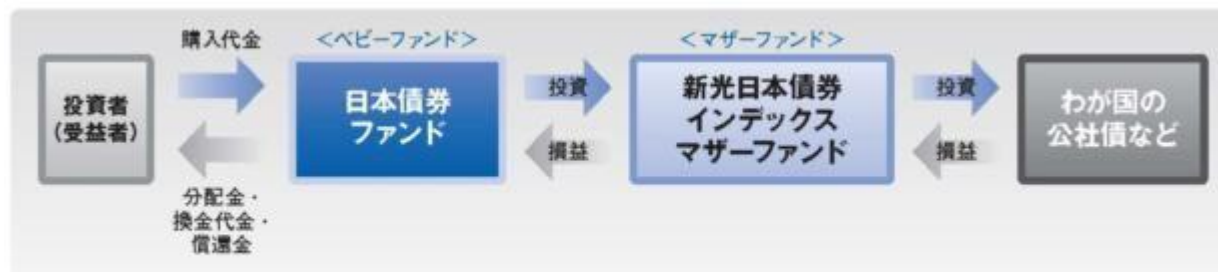 購入代金
<ベビーファンド>
<マザーファンド>
投資者
(受益者)
日本債券
ファンド
投資
損益
新光日本債券
インデックス
マザーファンド
投資
損益
わが国の
公社債など
分配金・
換金代金・
償還金